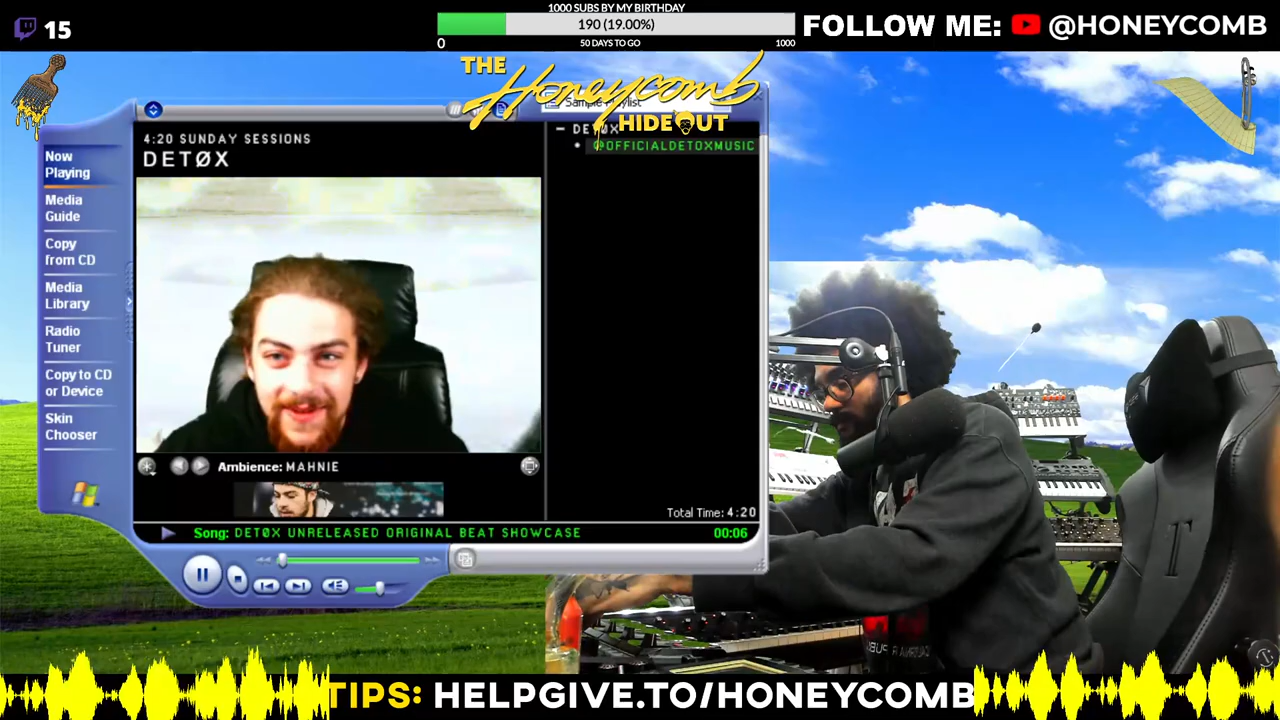 15
1000 SUBS BY MY BIRTHDAY
190 (19.00%)
0
50 DAYS TO GO
1000
FOLLOW ME: @HONEYCOMB
THE
Honeycomb
HIDEOUT
Sample Playlist
4:20 SUNDAY SESSIONS
DETØX
DETØX
@OFFICIALDETOXMUSIC
Now
Playing
Media
Guide
Copy
from CD
Media
Library
Radio
Tuner
Copy to CD
or Device
Skin
Chooser
Ambience: MAHNIE
Total Time: 4:20
Song: DETØX UNRELEASED ORIGINAL BEAT SHOWCASE
00:06
TIPS: HELPGIVE.TO/HONEYCOMB